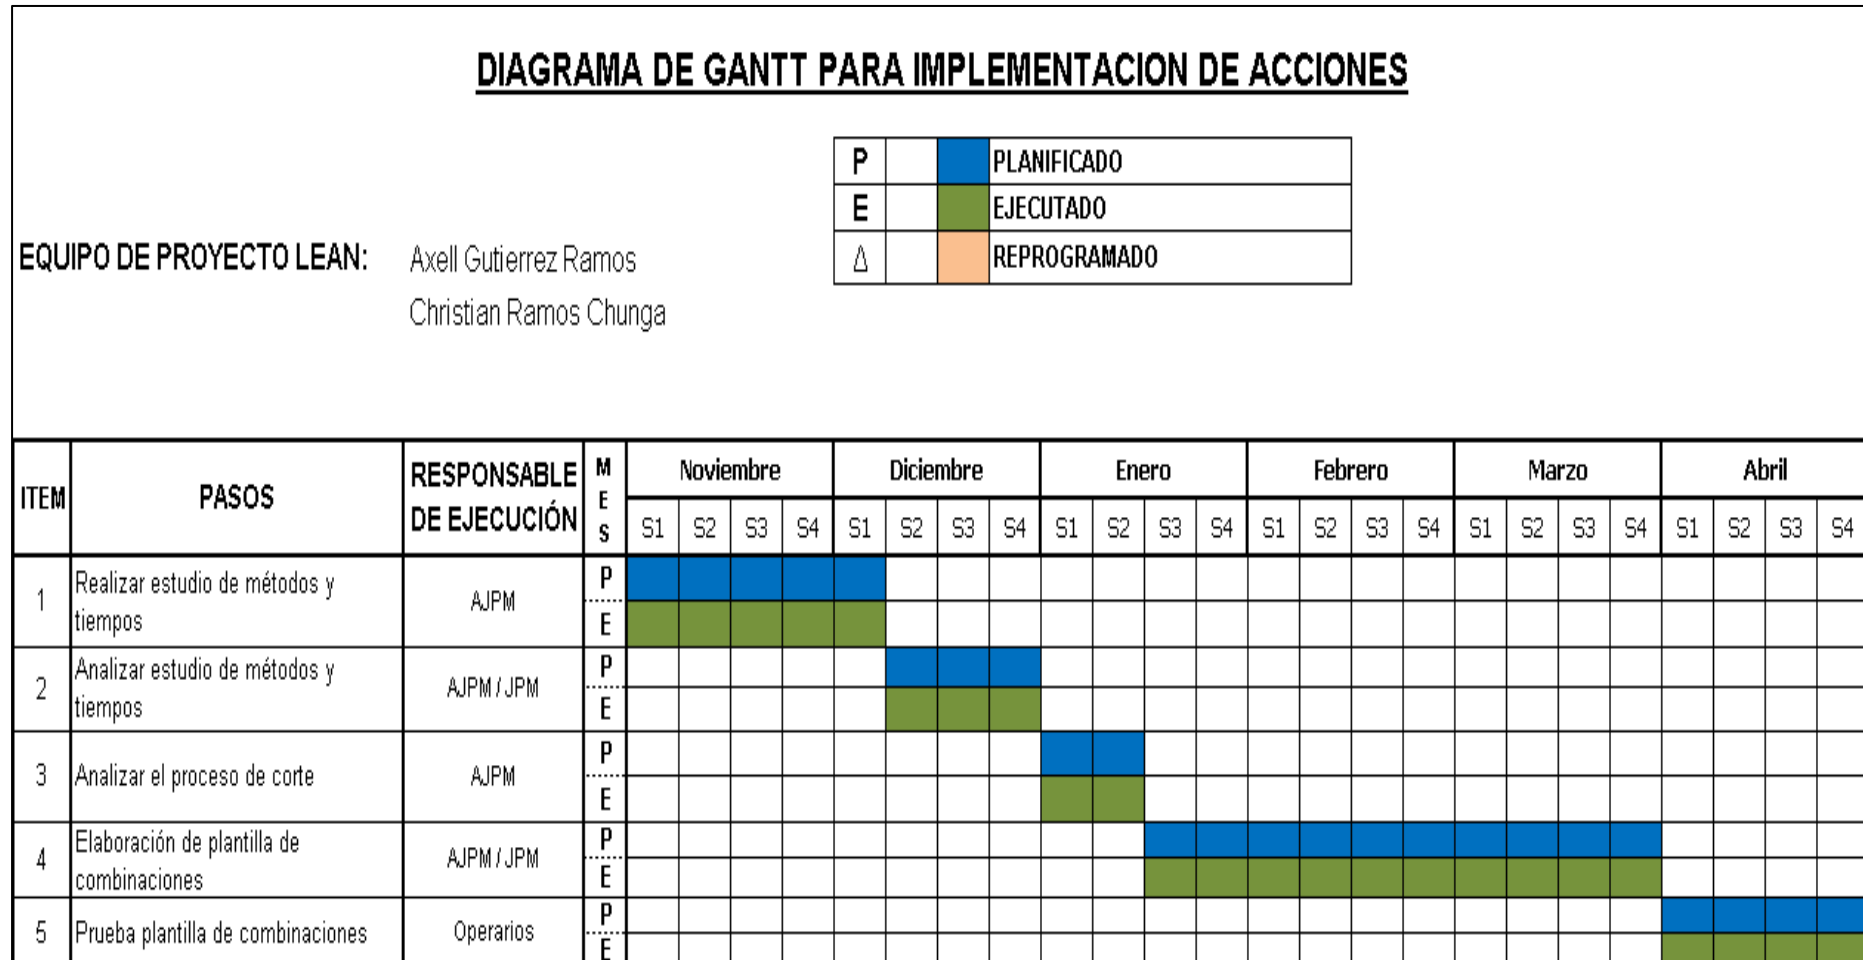 DIAGRAMA DE GANTT PARA IMPLEMENTACION DE ACCIONES
P PLANIFICADO
E EJECUTADO
Δ REPROGRAMADO
EQUIPO DE PROYECTO LEAN: Axell Gutierrez Ramos
Christian Ramos Chunga
ITEM PASOS RESPONSABLE DE EJECUCIÓN MES Noviembre Diciembre Enero Febrero Marzo Abril
S1 S2 S3 S4 S1 S2 S3 S4 S1 S2 S3 S4 S1 S2 S3 S4 S1 S2 S3 S4 S1 S2 S3 S4
1 Realizar estudio de métodos y tiempos AJPM P
E
2 Analizar estudio de métodos y tiempos AJPM / JPM P
E
3 Analizar el proceso de corte AJPM P
E
4 Elaboración de plantilla de combinaciones AJPM / JPM P
E
5 Prueba plantilla de combinaciones Operarios P
E